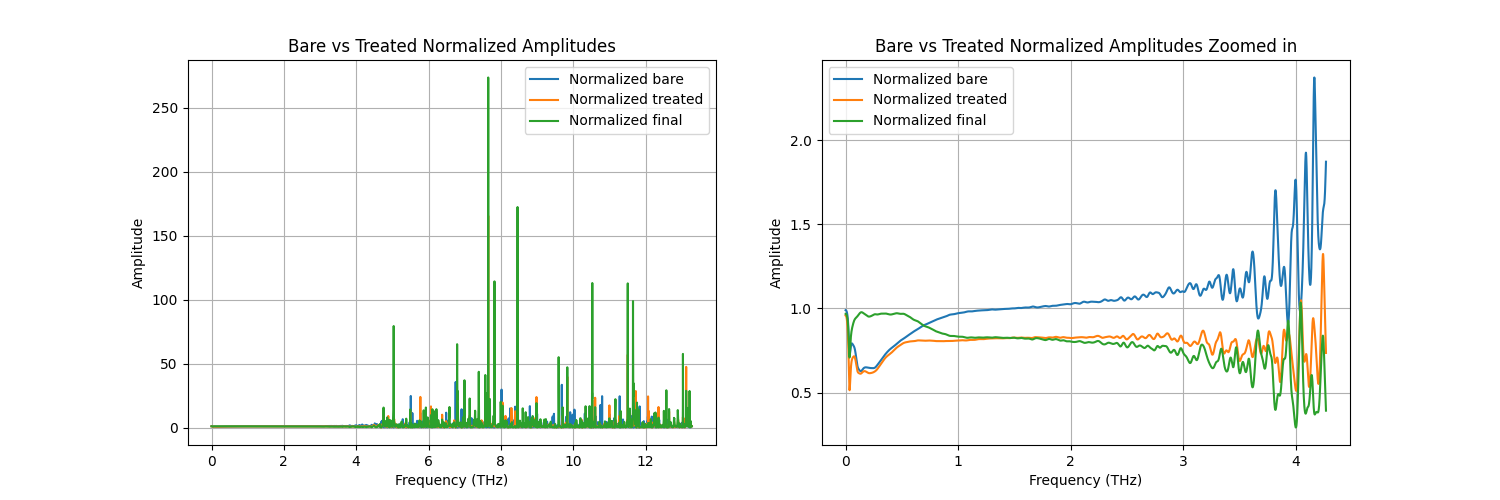 Bare vs Treated Normalized Amplitudes
Normalized bare
Normalized treated
Normalized final
Amplitude
250
200
150
100
50
0
0 2 4 6 8 10 12
Frequency (THz)
Bare vs Treated Normalized Amplitudes Zoomed in
Normalized bare
Normalized treated
Normalized final
Amplitude
2.0
1.5
1.0
0.5
0 1 2 3 4
Frequency (THz)